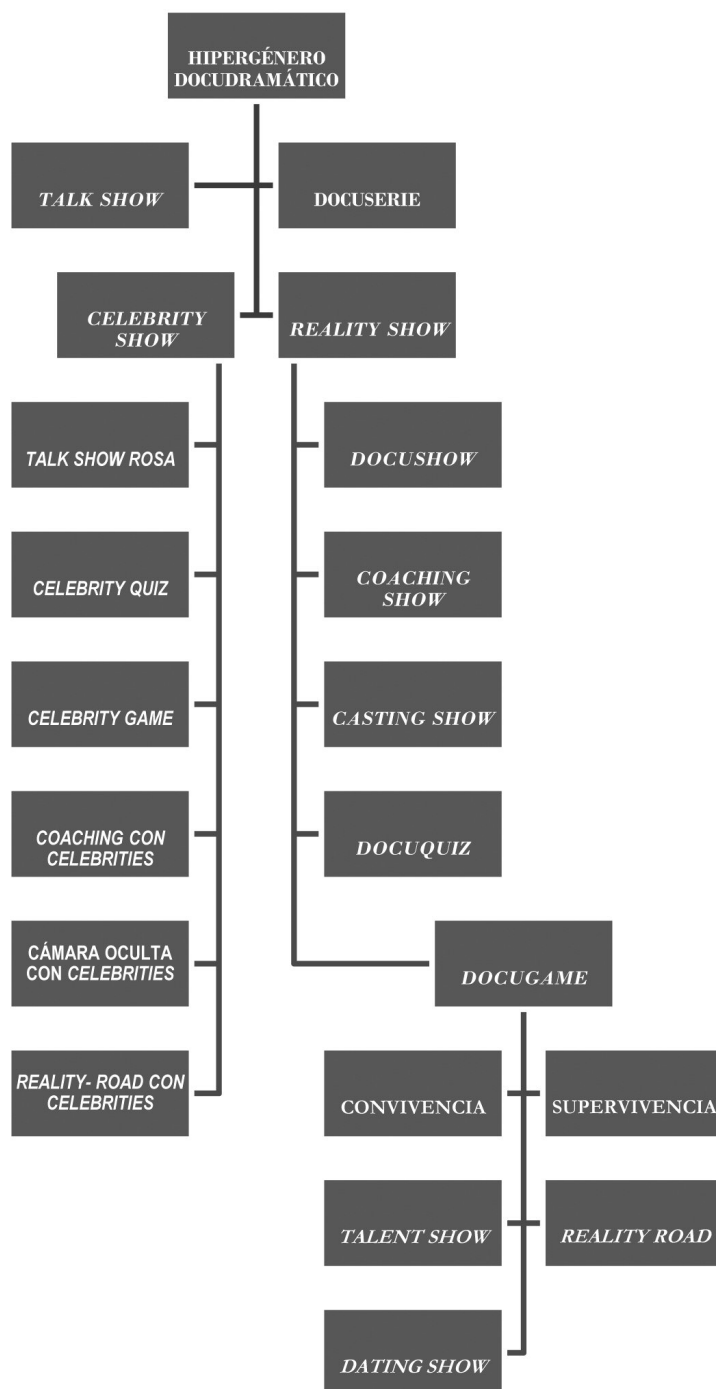 HIPERGÉNERO
DOCUDRAMÁTICO
TALK SHOW
DOCUSERIE
CELEBRITY
SHOW
REALITY SHOW
TALK SHOW ROSA
CELEBRITY QUIZ
CELEBRITY GAME
COACHING CON
CELEBRITIES
CÁMARA OCULTA
CON CELEBRITIES
REALITY- ROAD CON
CELEBRITIES
DOCUSHOW
COACHING
SHOW
CASTING SHOW
DOCUQUIZ
DOCUGAME
CONVIVENCIA
SUPERVIVENCIA
TALENT SHOW
REALITY ROAD
DATING SHOW